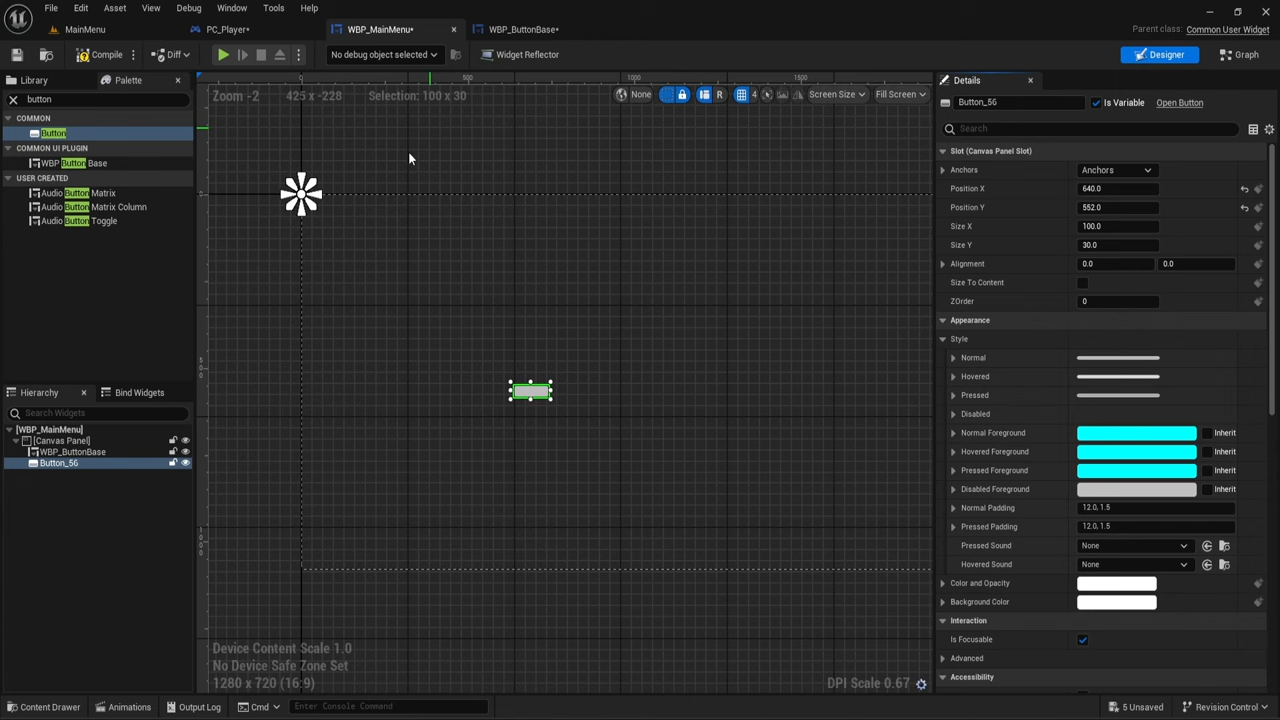 File Edit Asset View Debug Window Tools Help
MainMenu PC_Player• WBP_MainMenu• WBP_ButtonBase• Parent class: Common User Widget
Compile Diff No debug object selected Widget Reflector Designer Graph
Library Palette Details
button
COMMON
Button
COMMON UI PLUGIN
WBP Button Base
USER CREATED
Audio Button Matrix
Audio Button Matrix Column
Audio Button Toggle
Hierarchy Bind Widgets
Search Widgets
[WBP_MainMenu]
[Canvas Panel]
WBP_ButtonBase
Button_56
0 500 1000 1500
Zoom -2 425 x -228 Selection: 100 x 30 None R 4 Screen Size Fill Screen
0
500
1000
Device Content Scale 1.0
No Device Safe Zone Set
1280 x 720 (16:9) DPI Scale 0.67
Button_56 Is Variable Open Button
Search
Slot (Canvas Panel Slot)
Anchors Anchors
Position X 640.0
Position Y 552.0
Size X 100.0
Size Y 30.0
Alignment 0.0 0.0
Size To Content
ZOrder 0
Appearance
Style
Normal
Hovered
Pressed
Disabled
Normal Foreground Inherit
Hovered Foreground Inherit
Pressed Foreground Inherit
Disabled Foreground Inherit
Normal Padding 12.0, 1.5
Pressed Padding 12.0, 1.5
Pressed Sound None
Hovered Sound None
Color and Opacity
Background Color
Interaction
Is Focusable
Advanced
Accessibility
Content Drawer Animations Output Log Cmd Enter Console Command 5 Unsaved Revision Control